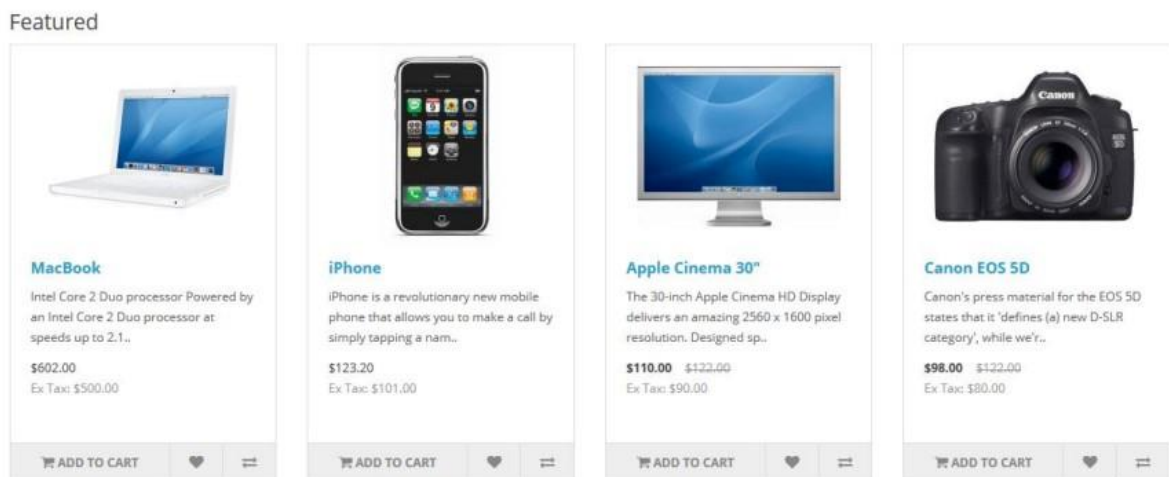 Featured
MacBook
Intel Core 2 Duo processor Powered by
an Intel Core 2 Duo processor at
speeds up to 2.1..
$602.00
Ex Tax: $500.00
ADD TO CART
iPhone
iPhone is a revolutionary new mobile
phone that allows you to make a call by
simply tapping a nam..
$123.20
Ex Tax: $101.00
ADD TO CART
Apple Cinema 30"
The 30-inch Apple Cinema HD Display
delivers an amazing 2560 x 1600 pixel
resolution. Designed sp..
$110.00 $122.00
Ex Tax: $90.00
ADD TO CART
Canon
EOS
5D
Canon EOS 5D
Canon's press material for the EOS 5D
states that it 'defines (a) new D-SLR
category', while we'r..
$98.00 $122.00
Ex Tax: $80.00
ADD TO CART